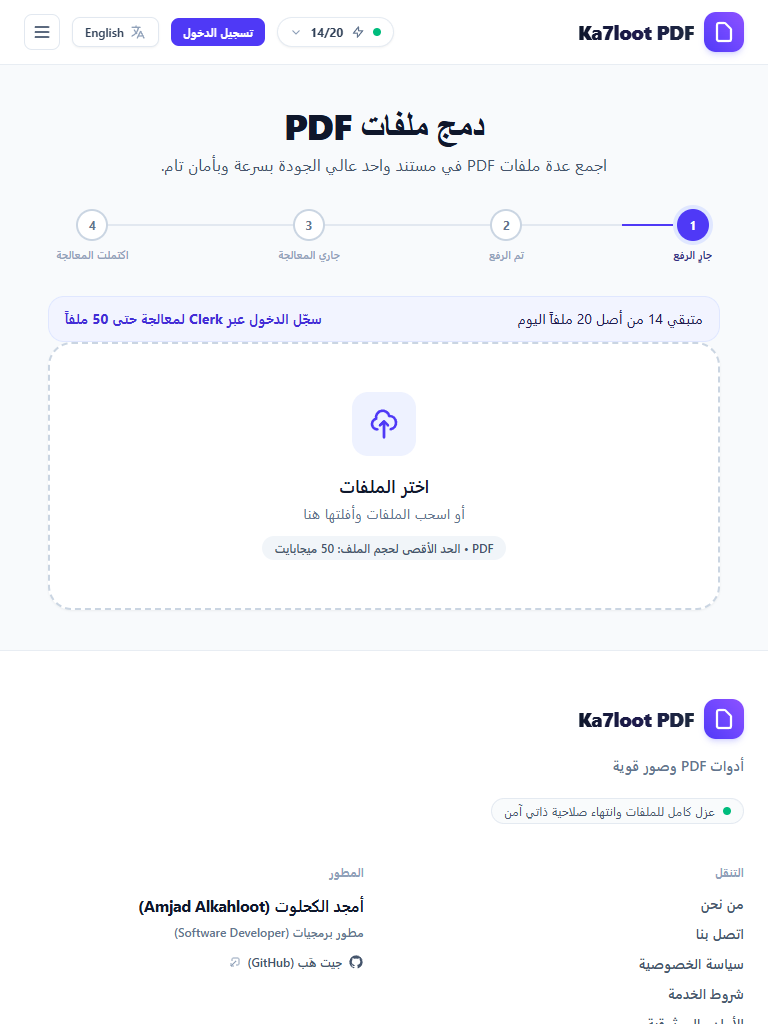 Ka7loot PDF
14/20
تسجيل الدخول
English
دمج ملفات PDF
اجمع عدة ملفات PDF في مستند واحد عالي الجودة بسرعة وبأمان تام.
1
2
3
4
جارٍ الرفع
تم الرفع
جاري المعالجة
اكتملت المعالجة
متبقي 14 من أصل 20 ملفاً اليوم
سجّل الدخول عبر Clerk لمعالجة حتى 50 ملفاً
اختر الملفات
أو اسحب الملفات وأفلتها هنا
PDF • الحد الأقصى لحجم الملف: 50 ميجابايت
Ka7loot PDF
أدوات PDF وصور قوية
عزل كامل للملفات وانتهاء صلاحية ذاتي آمن
التنقل
من نحن
اتصل بنا
سياسة الخصوصية
شروط الخدمة
المطور
أمجد الكحلوت (Amjad Alkahloot)
مطور برمجيات (Software Developer)
جيت هَب (GitHub)